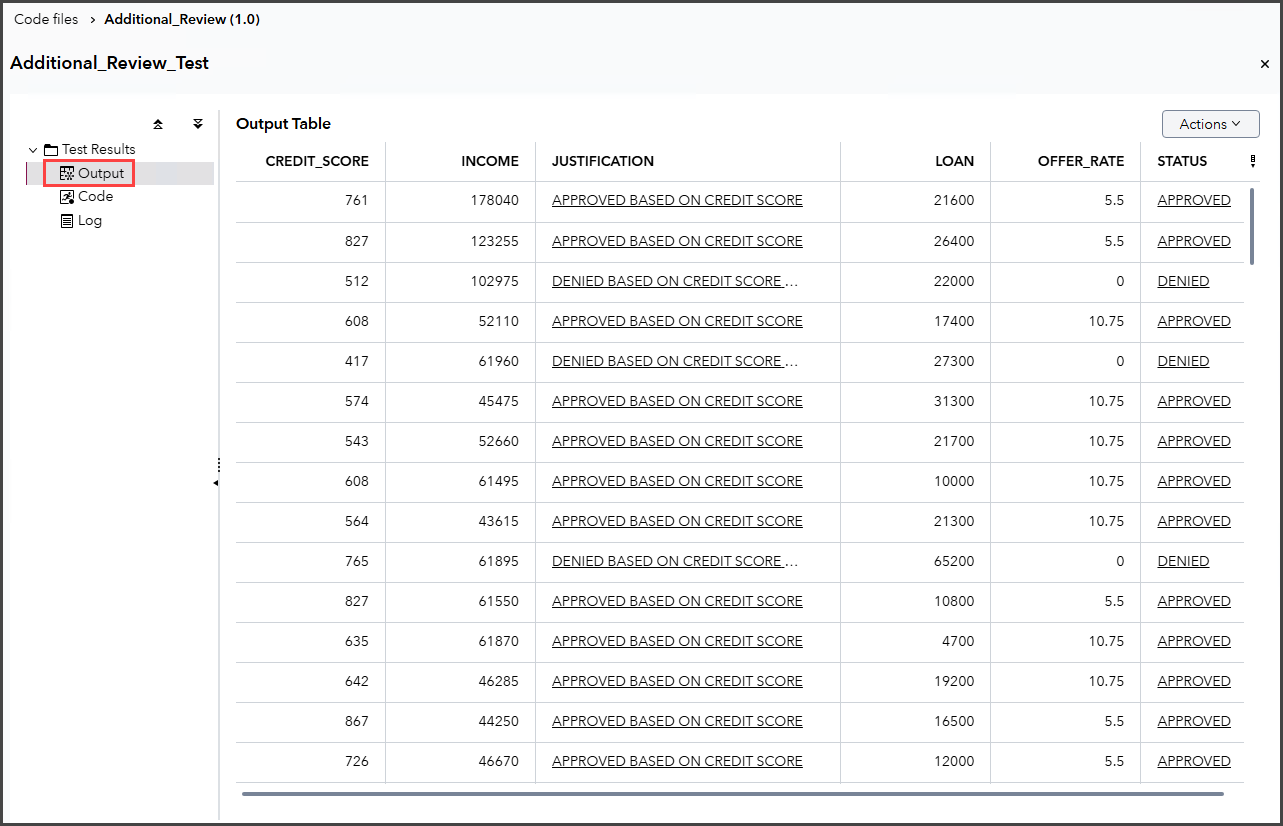 Code files > Additional_Review (1.0)
Additional_Review_Test
Test Results
Output
Code
Log
Output Table
Actions
CREDIT_SCORE INCOME JUSTIFICATION LOAN OFFER_RATE STATUS
761 178040 APPROVED BASED ON CREDIT SCORE 21600 5.5 APPROVED
827 123255 APPROVED BASED ON CREDIT SCORE 26400 5.5 APPROVED
512 102975 DENIED BASED ON CREDIT SCORE ... 22000 0 DENIED
608 52110 APPROVED BASED ON CREDIT SCORE 17400 10.75 APPROVED
417 61960 DENIED BASED ON CREDIT SCORE ... 27300 0 DENIED
574 45475 APPROVED BASED ON CREDIT SCORE 31300 10.75 APPROVED
543 52660 APPROVED BASED ON CREDIT SCORE 21700 10.75 APPROVED
608 61495 APPROVED BASED ON CREDIT SCORE 10000 10.75 APPROVED
564 43615 APPROVED BASED ON CREDIT SCORE 21300 10.75 APPROVED
765 61895 DENIED BASED ON CREDIT SCORE ... 65200 0 DENIED
827 61550 APPROVED BASED ON CREDIT SCORE 10800 5.5 APPROVED
635 61870 APPROVED BASED ON CREDIT SCORE 4700 10.75 APPROVED
642 46285 APPROVED BASED ON CREDIT SCORE 19200 10.75 APPROVED
867 44250 APPROVED BASED ON CREDIT SCORE 16500 5.5 APPROVED
726 46670 APPROVED BASED ON CREDIT SCORE 12000 5.5 APPROVED